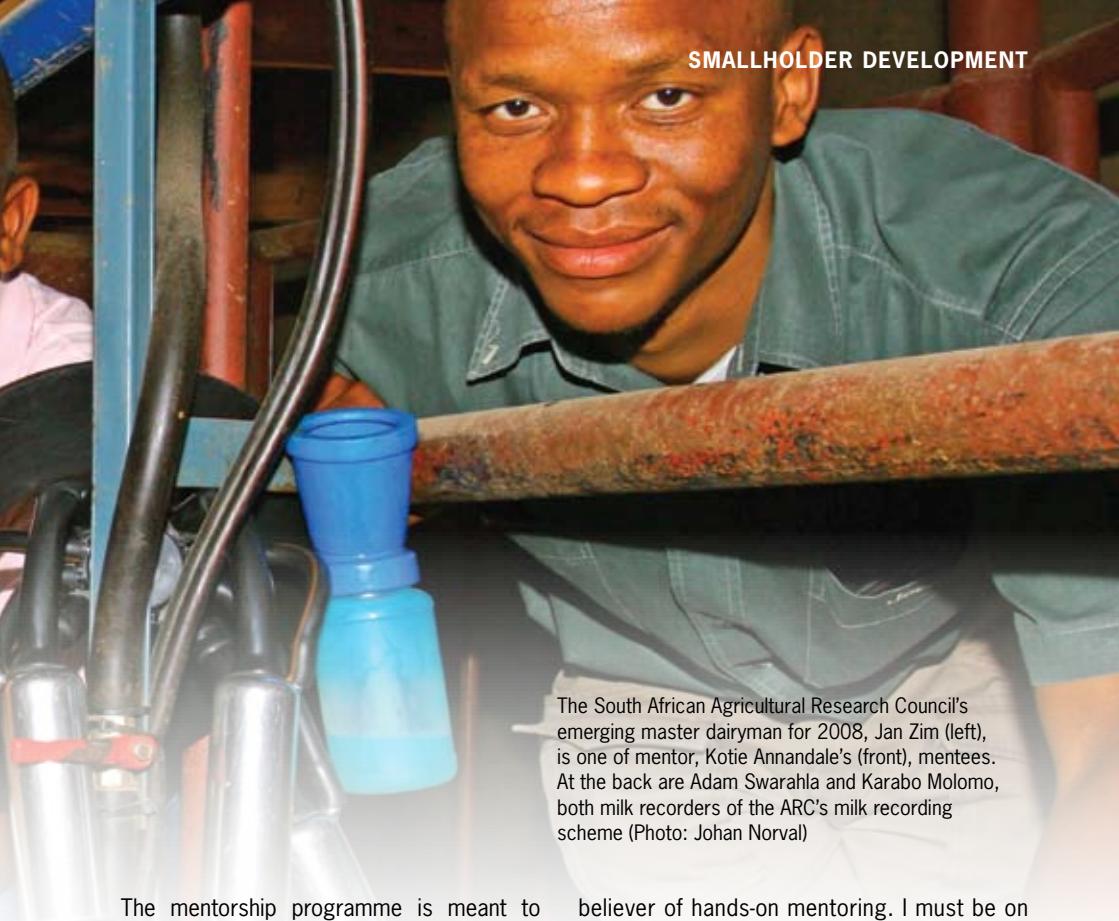 SMALLHOLDER DEVELOPMENT
The South African Agricultural Research Council’s
emerging master dairyman for 2008, Jan Zim (left),
is one of mentor, Kotie Annandale’s (front), mentees.
At the back are Adam Swarahla and Karabo Molomo,
both milk recorders of the ARC’s milk recording
scheme (Photo: Johan Norval)
The mentorship programme is meant to
believer of hands-on mentoring. I must be on